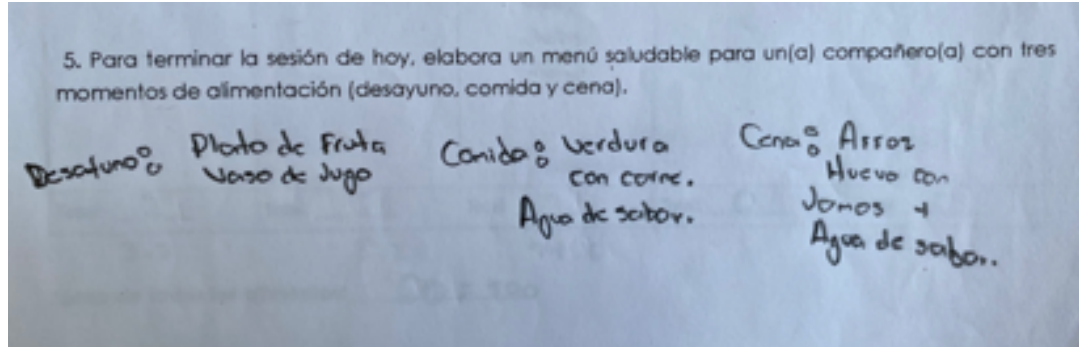 5. Para terminar la sesión de hoy, elabora un menú saludable para un(a) compañero(a) con tres
momentos de alimentación (desayuno, comida y cena).
Desatuno: Plato de Fruta
Vaso de Jugo
Comida: Verdura
con carne.
Agua de sabor.
Cena: Arroz
Huevo con
Jamos y
Agua de sabor.